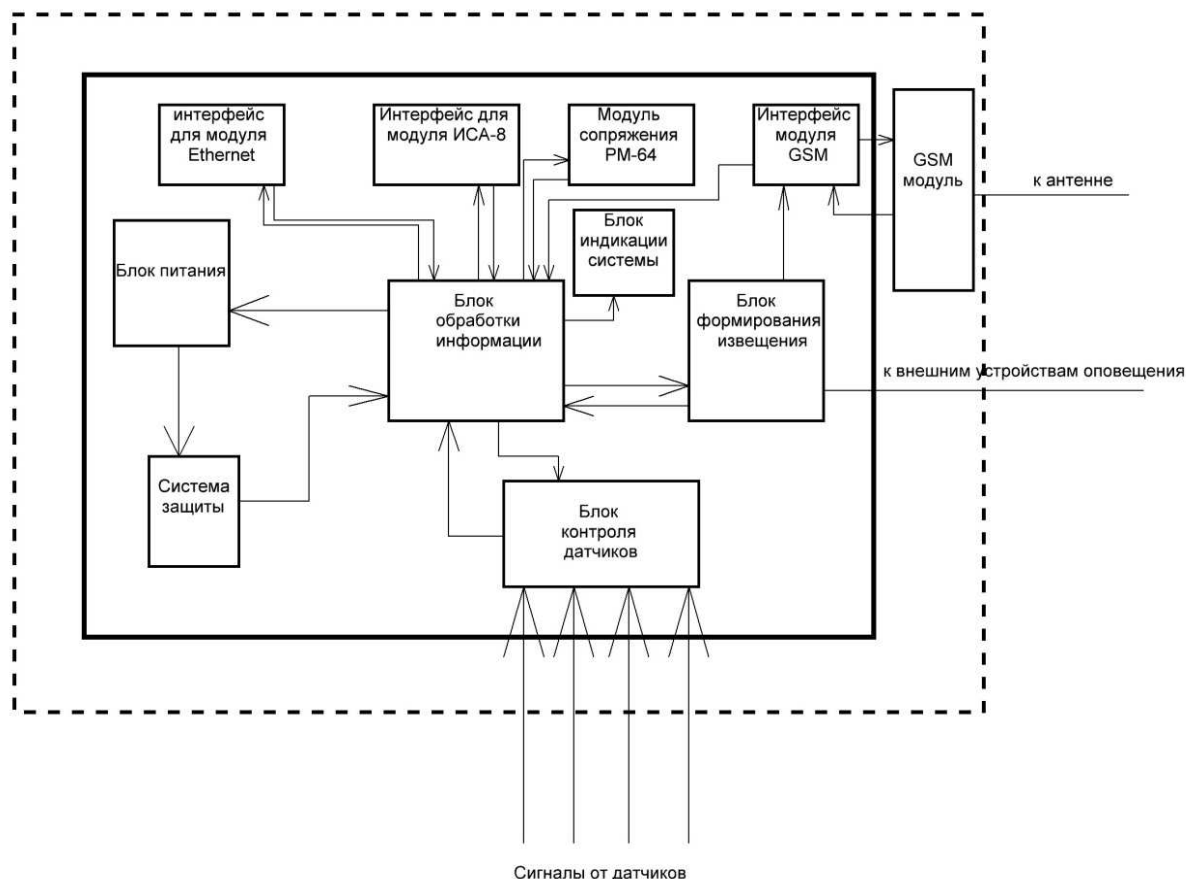 интерфейс
для модуля
Ethernet
Интерфейс для
модуля ИСА-8
Модуль
сопряжения
РМ-64
Интерфейс
модуля
GSM
GSM
модуль
к антенне
Блок
индикации
системы
Блок питания
Блок
обработки
информации
Блок
формирования
извещения
к внешним устройствам оповещения
Система
защиты
Блок
контроля
датчиков
Сигналы от датчиков